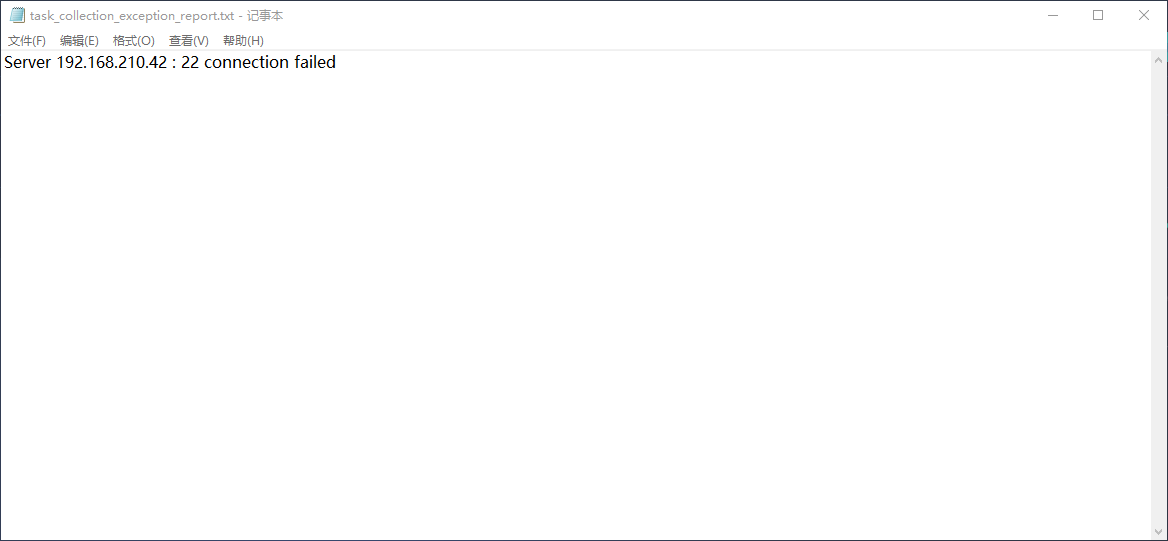 task_collection_exception_report.txt - 记事本
文件(F) 编辑(E) 格式(O) 查看(V) 帮助(H)
Server 192.168.210.42 : 22 connection failed